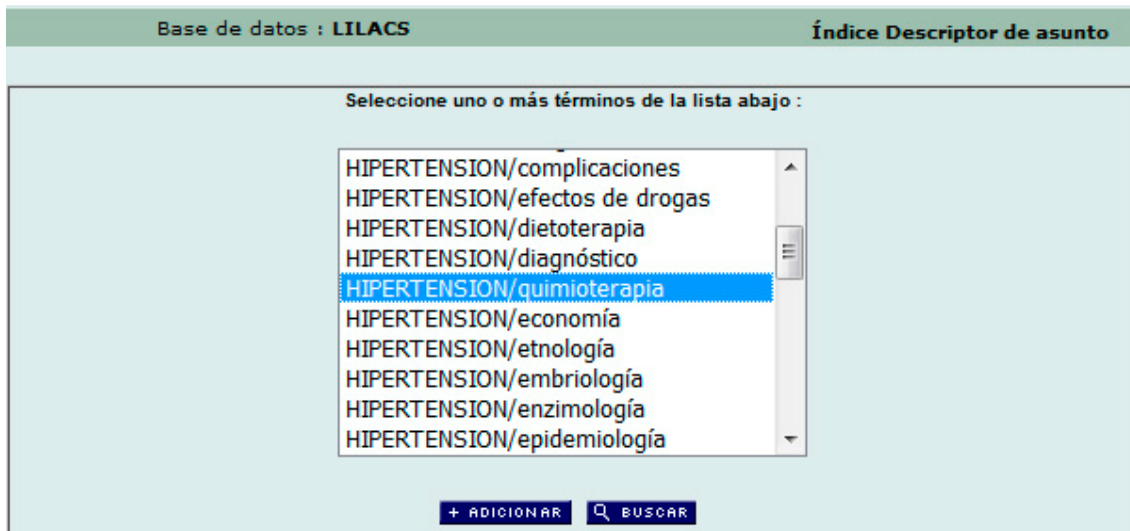 Base de datos : LILACS
Índice Descriptor de asunto
Seleccione uno o más términos de la lista abajo :
HIPERTENSION/complicaciones
HIPERTENSION/efectos de drogas
HIPERTENSION/dietoterapia
HIPERTENSION/diagnóstico
HIPERTENSION/quimioterapia
HIPERTENSION/economía
HIPERTENSION/etnología
HIPERTENSION/embriología
HIPERTENSION/enzimología
HIPERTENSION/epidemiología
+ ADICIONAR
BUSCAR